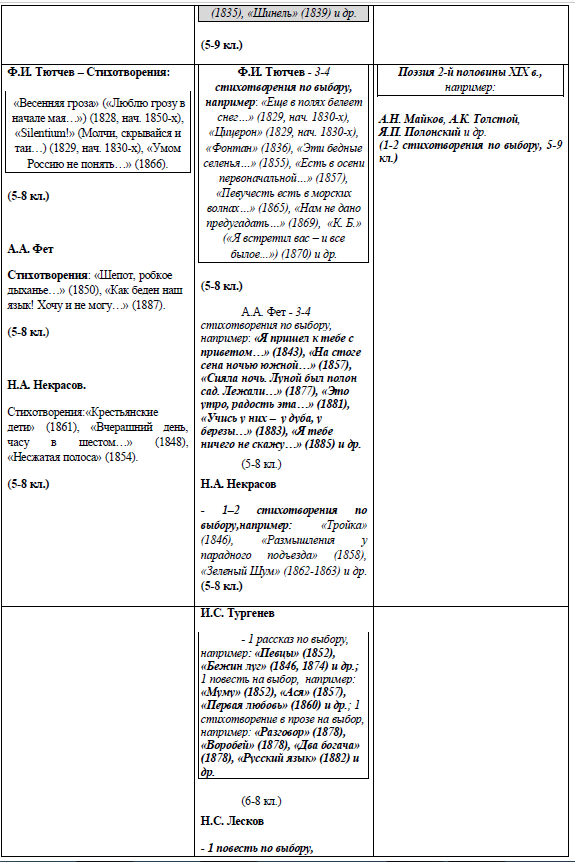 (1835), «Шинель» (1839) и др.
(5-9 кл.)
Ф.И. Тютчев – Стихотворения:
«Весенняя гроза» («Люблю грозу в
начале мая…») (1828, нач. 1850-х),
«Silentium!» (Молчи, скрывайся и
таи…) (1829, нач. 1830-х), «Умом
Россию не понять…» (1866).
(5-8 кл.)
А.А. Фет
Стихотворения: «Шепот, робкое
дыханье…» (1850), «Как беден наш
язык! Хочу и не могу…» (1887).
(5-8 кл.)
Н.А. Некрасов.
Стихотворения:«Крестьянские
дети» (1861), «Вчерашний день,
часу в шестом…» (1848),
«Несжатая полоса» (1854).
(5-8 кл.)
Ф.И. Тютчев - 3-4
стихотворения по выбору,
например: «Еще в полях белеет
снег…» (1829, нач. 1830-х),
«Цицерон» (1829, нач. 1830-х),
«Фонтан» (1836), «Эти бедные
селенья…» (1855), «Есть в осени
первоначальной…» (1857),
«Певучесть есть в морских
волнах…» (1865), «Нам не дано
предугадать…» (1869), «К. Б.»
(«Я встретил вас – и все
былое...») (1870) и др.
(5-8 кл.)
А.А. Фет - 3-4
стихотворения по выбору,
например: «Я пришел к тебе с
приветом…» (1843), «На стоге
сена ночью южной…» (1857),
«Сияла ночь. Луной был полон
сад. Лежали…» (1877), «Это
утро, радость эта…» (1881),
«Учись у них – у дуба, у
березы…» (1883), «Я тебе
ничего не скажу…» (1885) и др.
(5-8 кл.)
Н.А. Некрасов
- 1–2 стихотворения по
выбору,например: «Тройка»
(1846), «Размышления у
парадного подъезда» (1858),
«Зеленый Шум» (1862-1863) и др.
(5-8 кл.)
Поэзия 2-й половины XIX в.,
например:
А.Н. Майков, А.К. Толстой,
Я.П. Полонский и др.
(1-2 стихотворения по выбору, 5-9
кл.)
И.С. Тургенев
- 1 рассказ по выбору,
например: «Певцы» (1852),
«Бежин луг» (1846, 1874) и др.;
1 повесть на выбор, например:
«Муму» (1852), «Ася» (1857),
«Первая любовь» (1860) и др.; 1
стихотворение в прозе на выбор,
например: «Разговор» (1878),
«Воробей» (1878), «Два богача»
(1878), «Русский язык» (1882) и
др.
(6-8 кл.)
Н.С. Лесков
- 1 повесть по выбору,